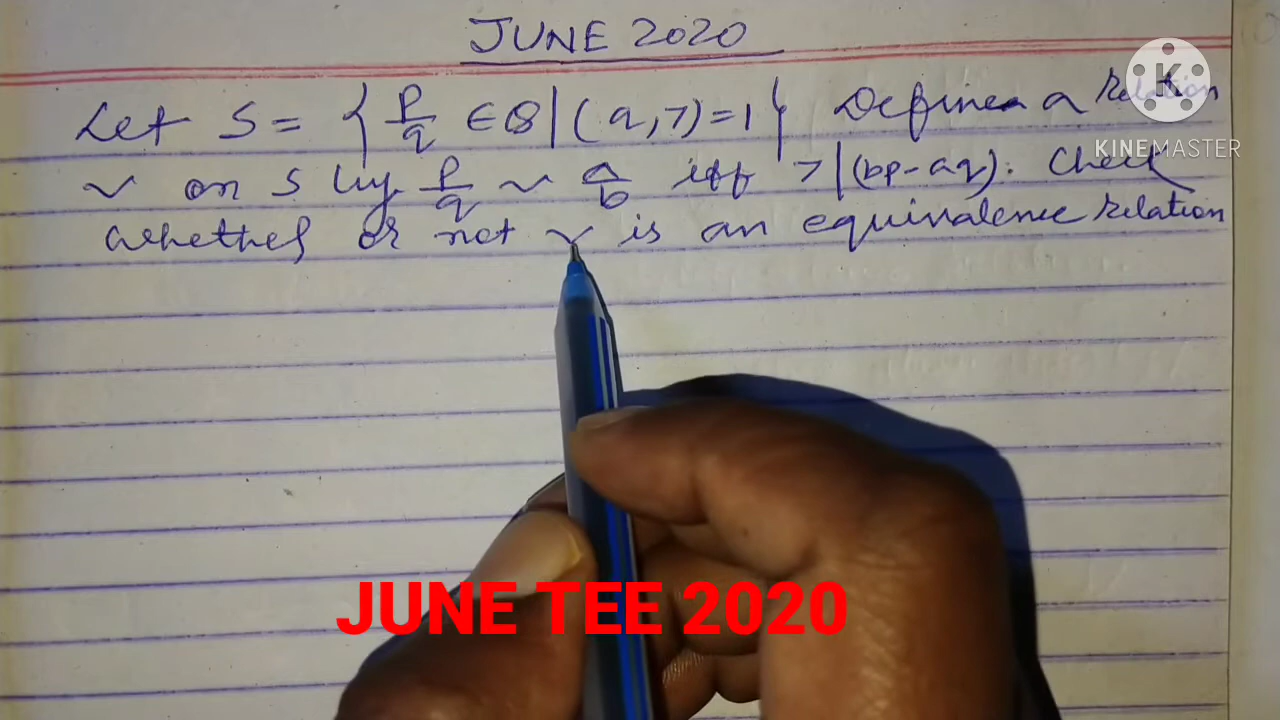 JUNE 2020
Let S = { p/q ∈ Q | (q,7)=1 } Define a relation
K
KINEMASTER
~ on S by p/q ~ a/b iff 7|(bp-aq). Check
whether or not ~ is an equivalence relation
JUNE TEE 2020